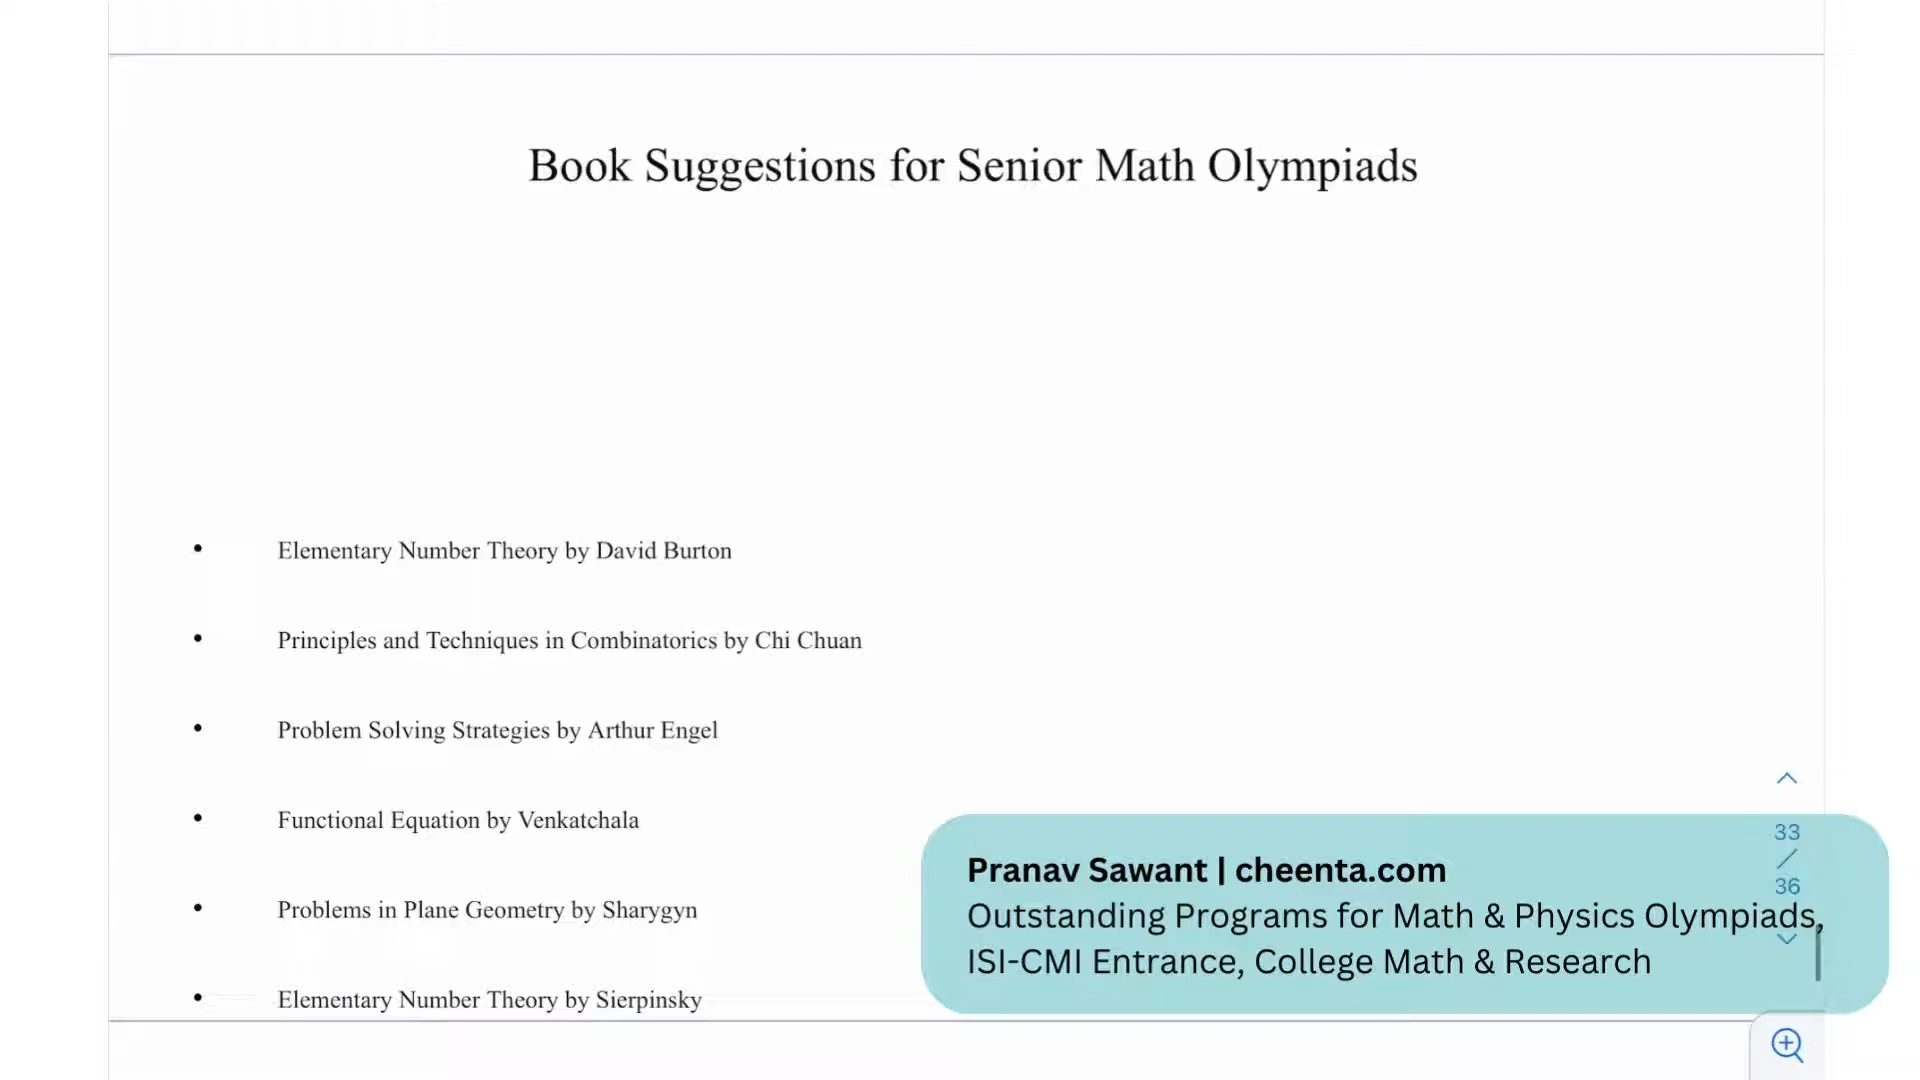 Book Suggestions for Senior Math Olympiads
• Elementary Number Theory by David Burton
• Principles and Techniques in Combinatorics by Chi Chuan
• Problem Solving Strategies by Arthur Engel
• Functional Equation by Venkatchala
• Problems in Plane Geometry by Sharygyn
• Elementary Number Theory by Sierpinsky
33
/
36
Pranav Sawant | cheenta.com
Outstanding Programs for Math & Physics Olympiads,
ISI-CMI Entrance, College Math & Research